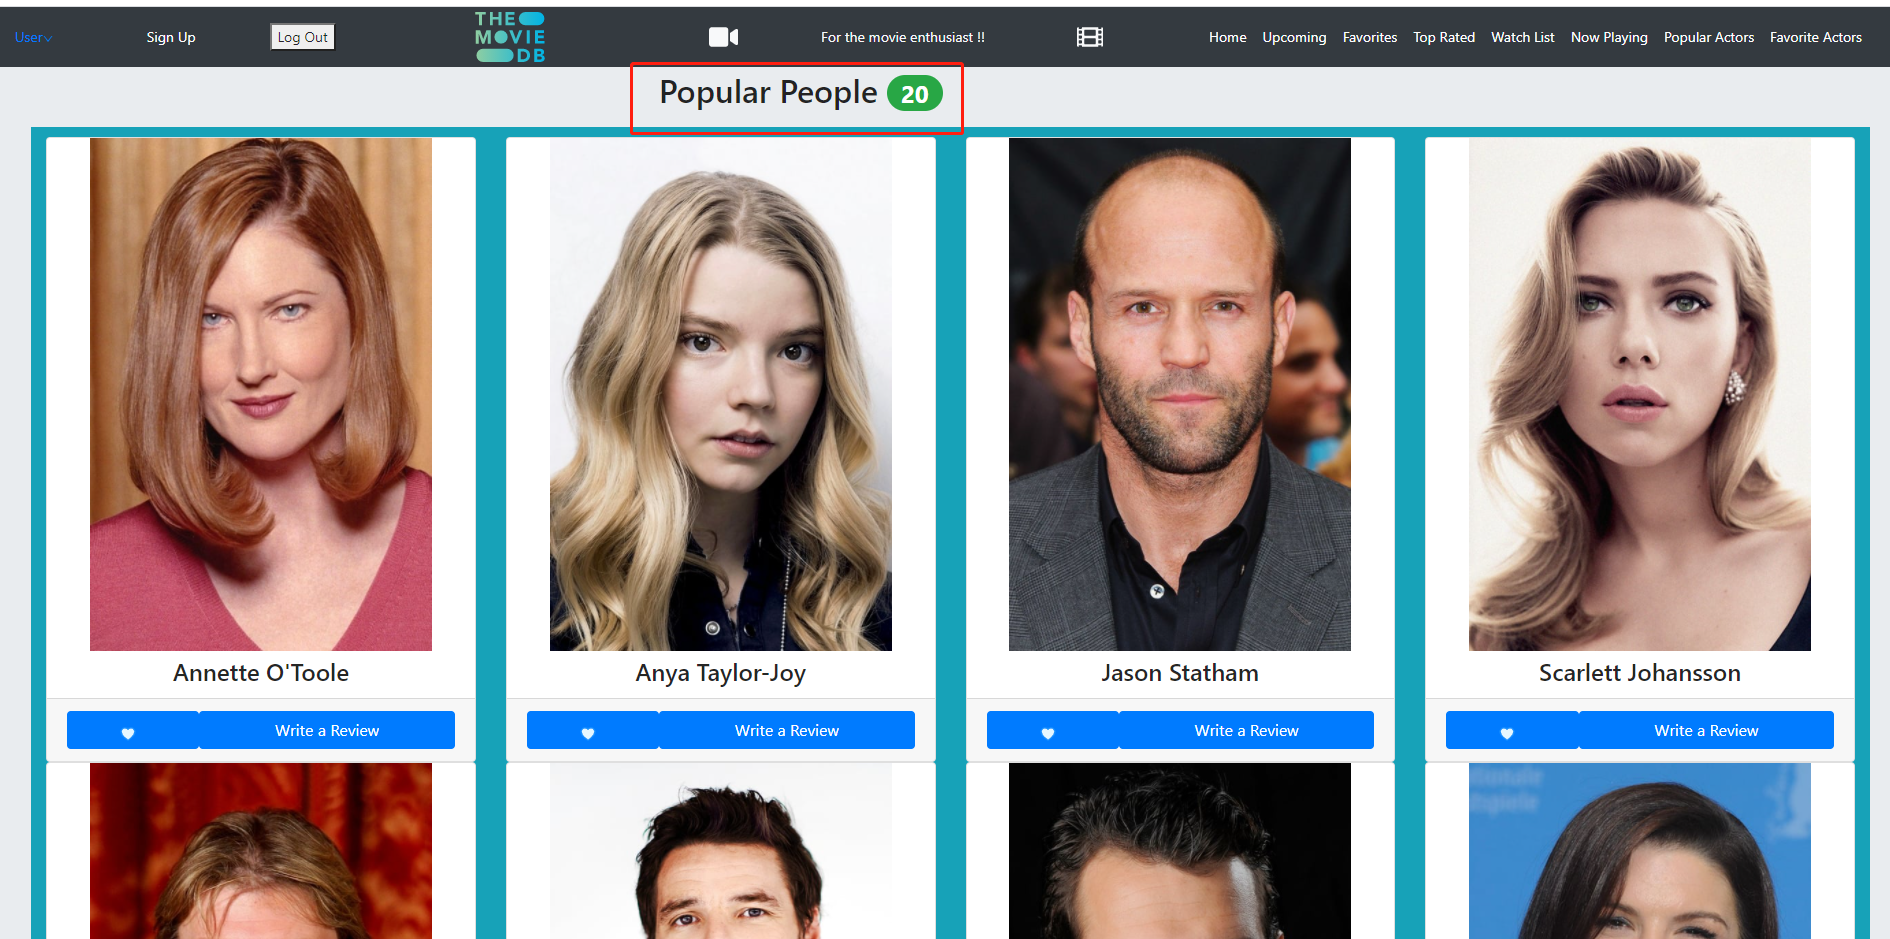 User
Sign Up
Log Out
THE
MOVIE
DB
For the movie enthusiast !!
Home Upcoming Favorites Top Rated Watch List Now Playing Popular Actors Favorite Actors
Popular People 20
Annette O'Toole
Anya Taylor-Joy
Jason Statham
Scarlett Johansson
Write a Review
Write a Review
Write a Review
Write a Review